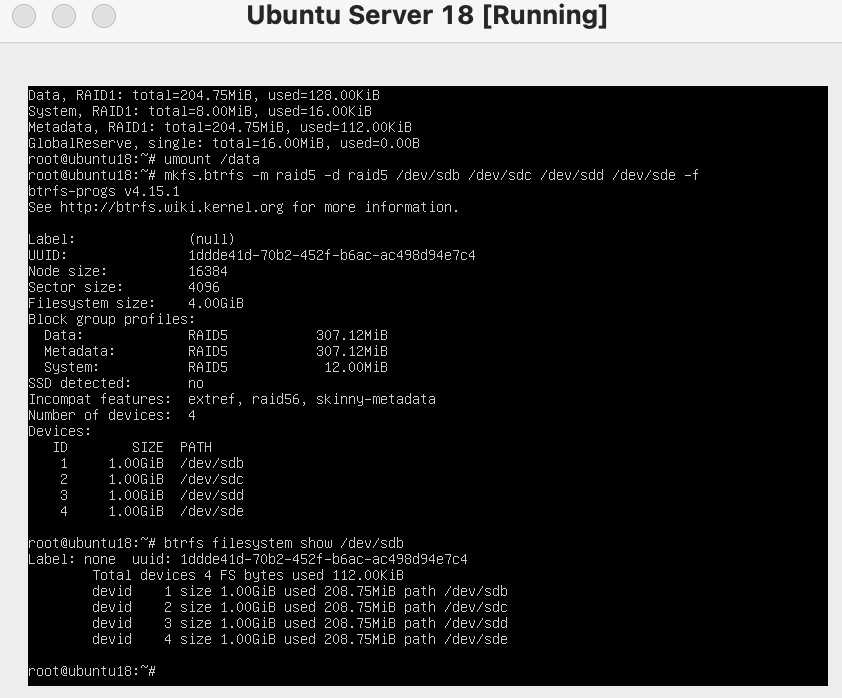 Ubuntu Server 18 [Running]
Data, RAID1: total=204.75MiB, used=128.00KiB
System, RAID1: total=8.00MiB, used=16.00KiB
Metadata, RAID1: total=204.75MiB, used=112.00KiB
GlobalReserve, single: total=16.00MiB, used=0.00B
root@ubuntu18:~# umount /data
root@ubuntu18:~# mkfs.btrfs -m raid5 -d raid5 /dev/sdb /dev/sdc /dev/sdd /dev/sde -f
btrfs-progs v4.15.1
See http://btrfs.wiki.kernel.org for more information.
Label:              (null)
UUID:               1ddde41d-70b2-452f-b6ac-ac498d94e7c4
Node size:          16384
Sector size:        4096
Filesystem size:    4.00GiB
Block group profiles:
  Data:             RAID5           307.12MiB
  Metadata:         RAID5           307.12MiB
  System:           RAID5            12.00MiB
SSD detected:       no
Incompat features:  extref, raid56, skinny-metadata
Number of devices:  4
Devices:
   ID        SIZE  PATH
    1     1.00GiB  /dev/sdb
    2     1.00GiB  /dev/sdc
    3     1.00GiB  /dev/sdd
    4     1.00GiB  /dev/sde
root@ubuntu18:~# btrfs filesystem show /dev/sdb
Label: none  uuid: 1ddde41d-70b2-452f-b6ac-ac498d94e7c4
        Total devices 4 FS bytes used 112.00KiB
        devid    1 size 1.00GiB used 208.75MiB path /dev/sdb
        devid    2 size 1.00GiB used 208.75MiB path /dev/sdc
        devid    3 size 1.00GiB used 208.75MiB path /dev/sdd
        devid    4 size 1.00GiB used 208.75MiB path /dev/sde
root@ubuntu18:~#